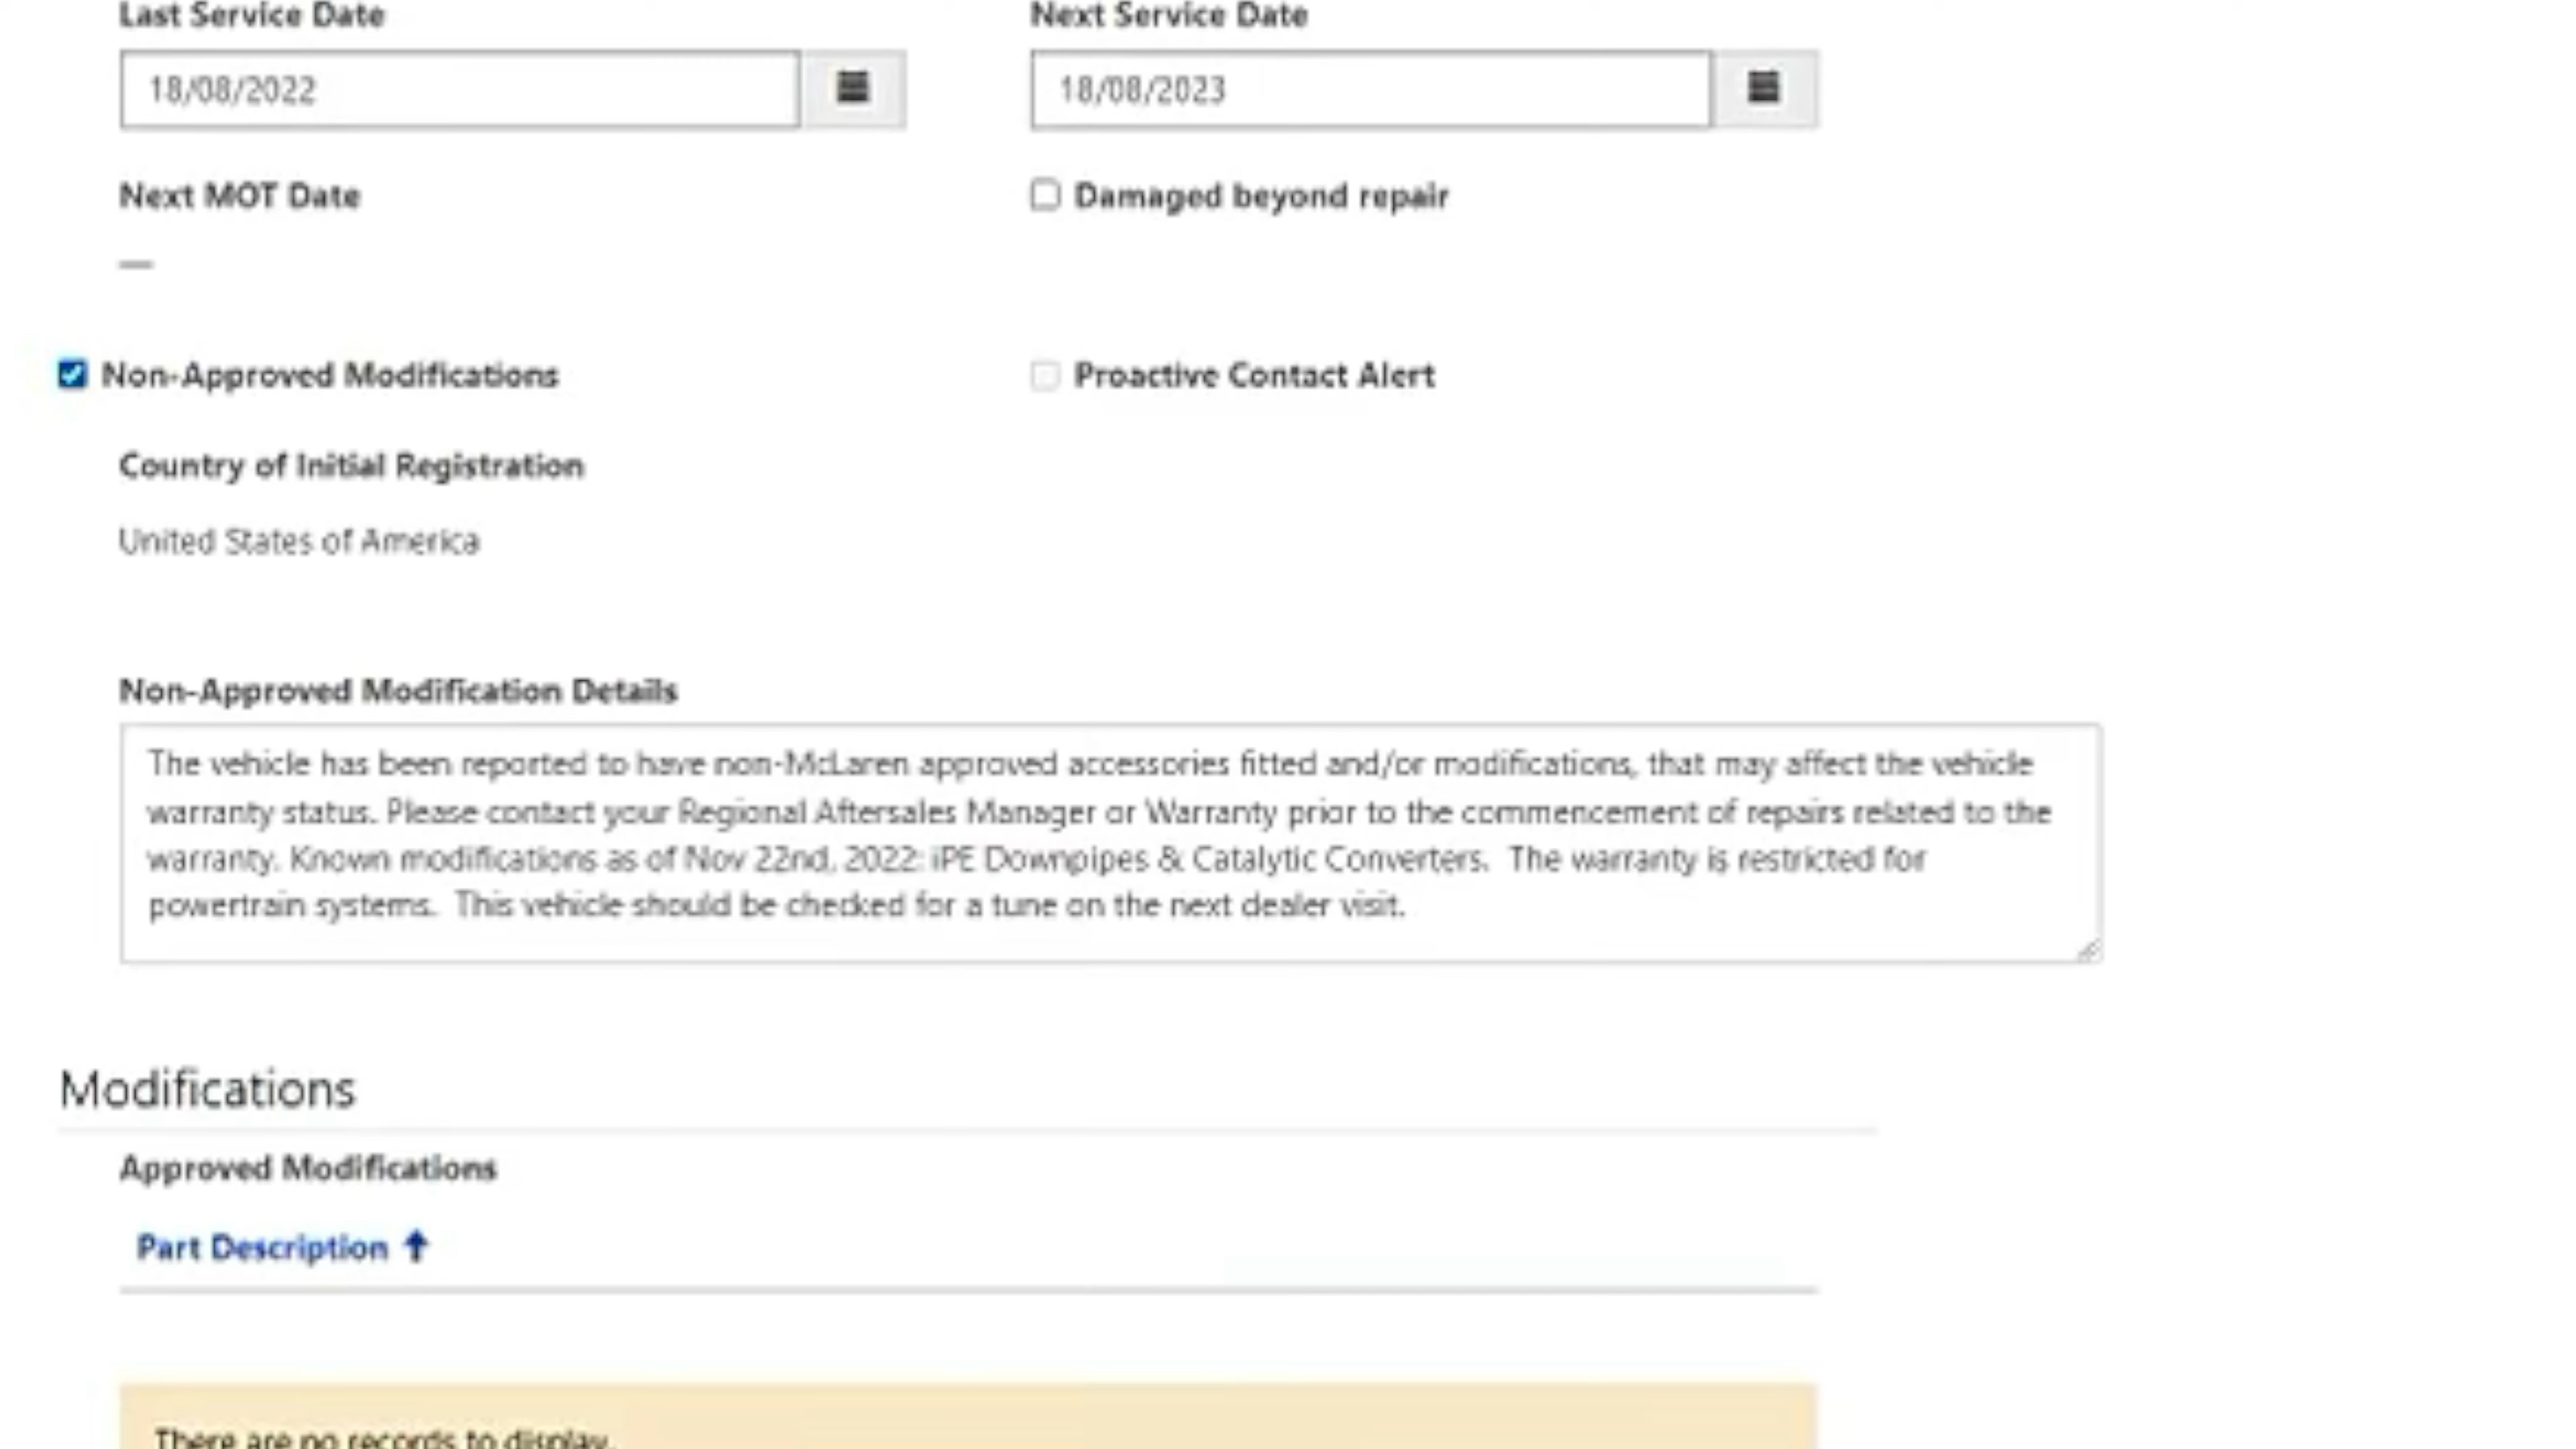 Last Service Date
Next Service Date
18/08/2022
18/08/2023
Next MOT Date
Damaged beyond repair
—
Non-Approved Modifications
Proactive Contact Alert
Country of Initial Registration
United States of America
Non-Approved Modification Details
The vehicle has been reported to have non-McLaren approved accessories fitted and/or modifications, that may affect the vehicle
warranty status. Please contact your Regional Aftersales Manager or Warranty prior to the commencement of repairs related to the
warranty. Known modifications as of Nov 22nd, 2022: iPE Downpipes & Catalytic Converters.  The warranty is restricted for
powertrain systems.  This vehicle should be checked for a tune on the next dealer visit.
Modifications
Approved Modifications
Part Description
There are no records to display.